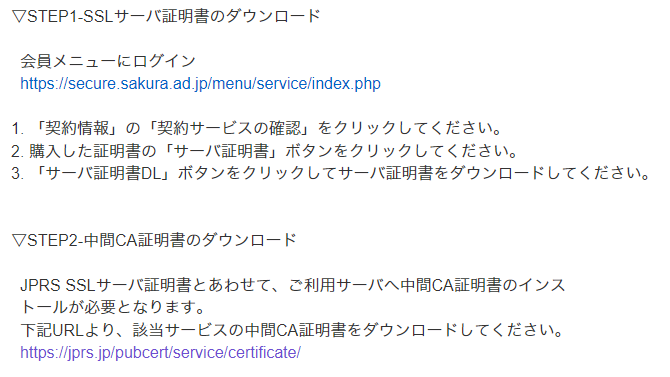 ▽STEP1-SSLサーバ証明書のダウンロード
会員メニューにログイン
https://secure.sakura.ad.jp/menu/service/index.php
1. 「契約情報」の「契約サービスの確認」をクリックしてください。
2. 購入した証明書の「サーバ証明書」ボタンをクリックしてください。
3. 「サーバ証明書DL」ボタンをクリックしてサーバ証明書をダウンロードしてください。
▽STEP2-中間CA証明書のダウンロード
JPRS SSLサーバ証明書とあわせて、ご利用サーバへ中間CA証明書のインス
トールが必要となります。
下記URLより、該当サービスの中間CA証明書をダウンロードしてください。
https://jprs.jp/pubcert/service/certificate/